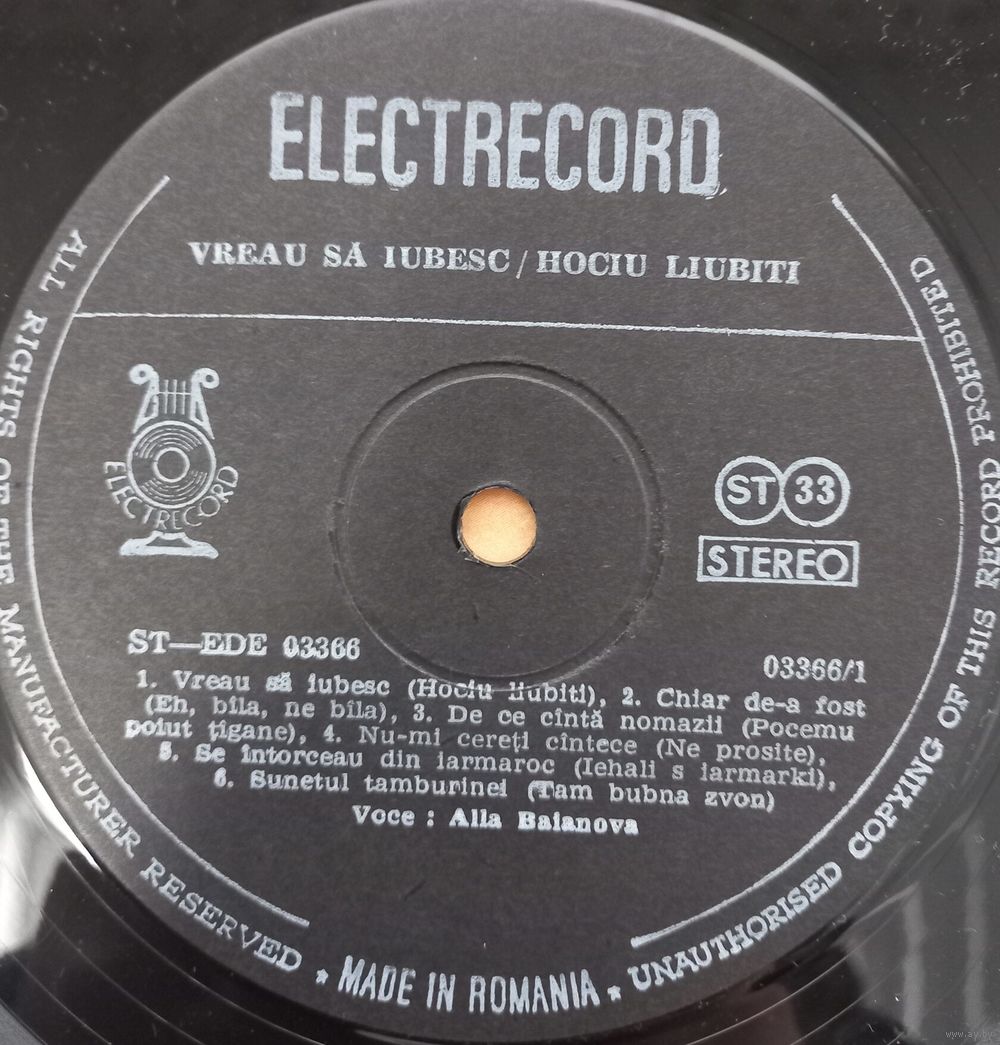 ELECTRECORD
VREAU SĂ IUBESC / HOCIU LIUBITI
ELECTRECORD
ST 33
STEREO
ST—EDE 03366
03366/1
1. Vreau să iubesc (Hociu liubiti), 2. Chiar de-a fost
(Eh, bîla, ne bîla), 3. De ce cîntă nomazii (Pocemu
poiut țigane), 4. Nu-mi cereți cîntece (Ne prosite),
5. Se întorceau din iarmaroc (Iehali s iarmarki),
6. Sunetul tamburinei (Tam bubna zvon)
Voce : Alla Baianova
ALL RIGHTS OF THE MANUFACTURER RESERVED
★ MADE IN ROMANIA ★
UNAUTHORISED COPYING OF THIS RECORD PROHIBITED
www.ay.by